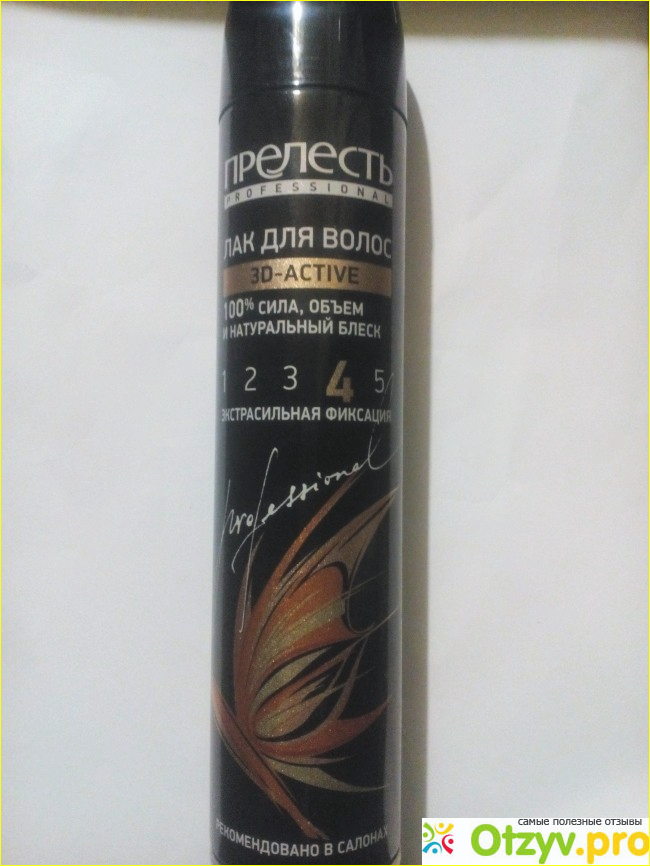 ПРЕЛЕСТЬ
PROFESSIONAL
ЛАК ДЛЯ ВОЛОС
3D-ACTIVE
100% СИЛА, ОБЪЕМ
И НАТУРАЛЬНЫЙ БЛЕСК
1 2 3 4 5
ЭКСТРАСИЛЬНАЯ ФИКСАЦИЯ
Professional
РЕКОМЕНДОВАНО В САЛОНАХ
самые полезные отзывы
Otzyv.pro